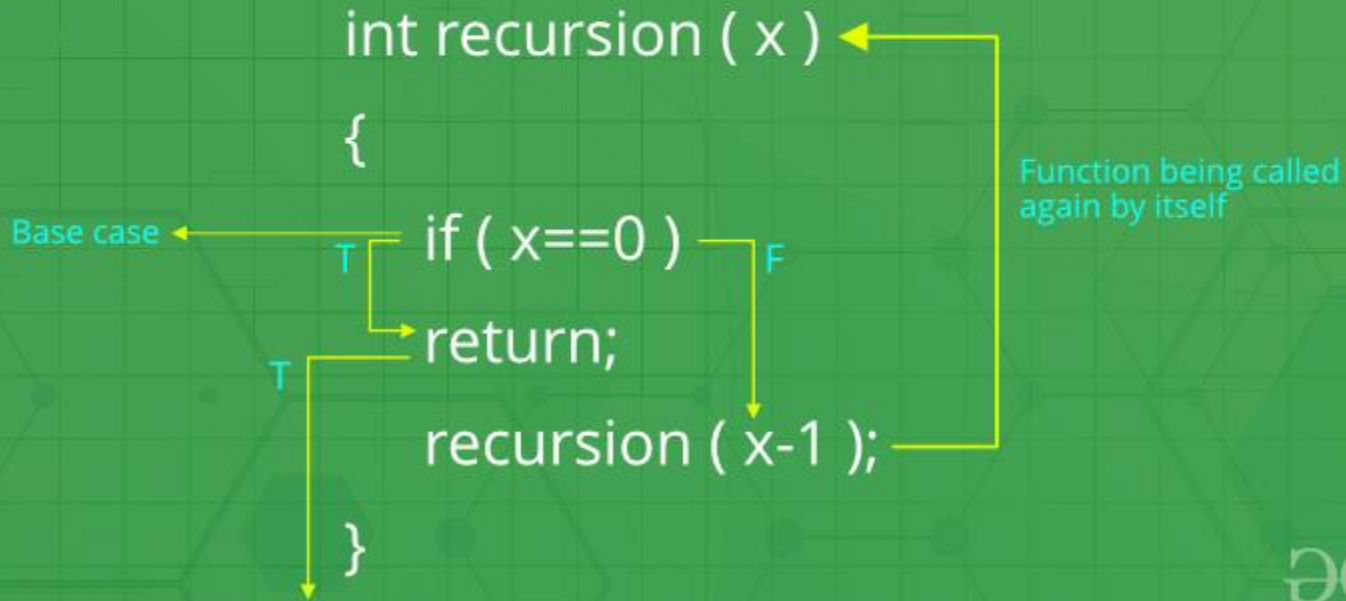 int recursion ( x )
{
Function being called
again by itself
Base case
if ( x==0 )
T
F
return;
T
recursion ( x-1 );
}